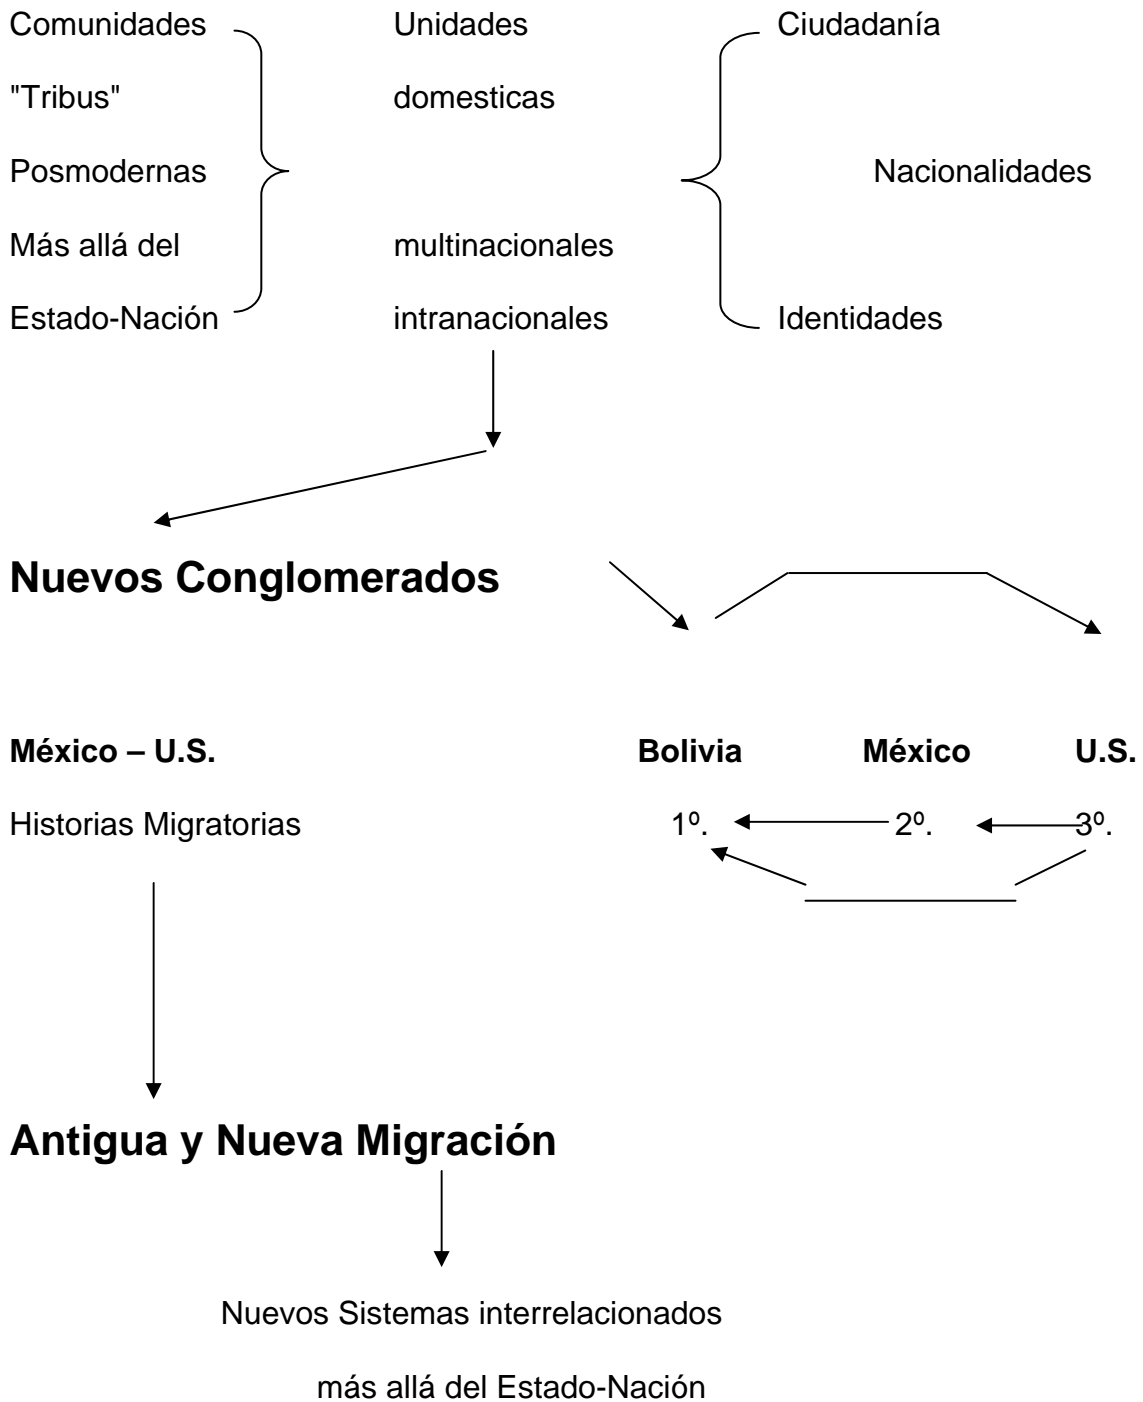 Comunidades Unidades Ciudadanía
"Tribus" domesticas
Posmodernas Nacionalidades
Más allá del multinacionales
Estado-Nación intranacionales Identidades
Nuevos Conglomerados
México – U.S. Bolivia México U.S.
Historias Migratorias 1º. 2º. 3º.
Antigua y Nueva Migración
Nuevos Sistemas interrelacionados
más allá del Estado-Nación